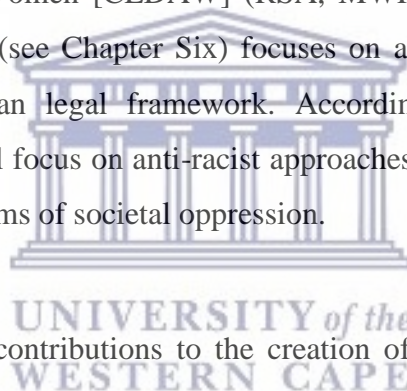 omen [CEDAW] (RSA, MWI
(see Chapter Six) focuses on a
an legal framework. Accordin
l focus on anti-racist approaches
ms of societal oppression.
UNIVERSITY of the
contributions to the creation of
WESTERN CAPE